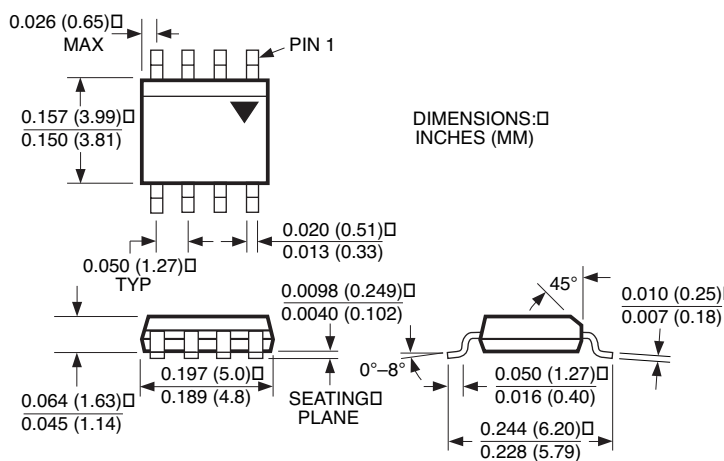 0.026 (0.65)□
MAX
PIN 1
0.157 (3.99)□
0.150 (3.81)
DIMENSIONS:□
INCHES (MM)
0.020 (0.51)□
0.013 (0.33)
0.050 (1.27)□
TYP
0.0098 (0.249)□
0.0040 (0.102)
45°
0.010 (0.25)□
0.007 (0.18)
0°–8°
0.197 (5.0)□
0.189 (4.8)
SEATING□
PLANE
0.050 (1.27)□
0.016 (0.40)
0.064 (1.63)□
0.045 (1.14)
0.244 (6.20)□
0.228 (5.79)